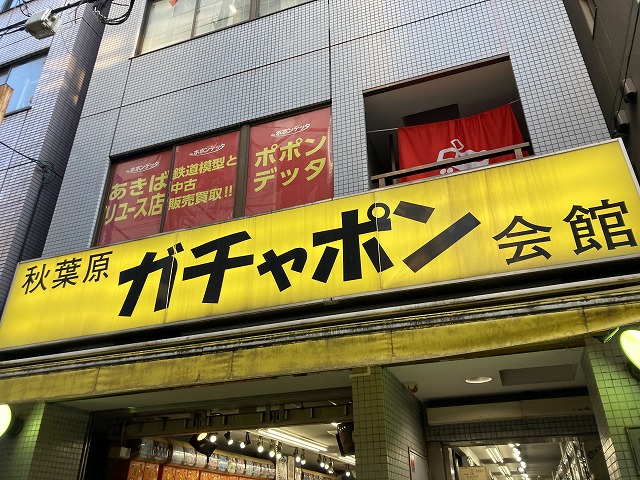 ポポンデッタ
あきば
リユース店
ポポンデッタ
鉄道模型と
中古
販売買取!!
ポポンデッタ
ポポン
デッタ
秋葉原 ガチャポン 会館